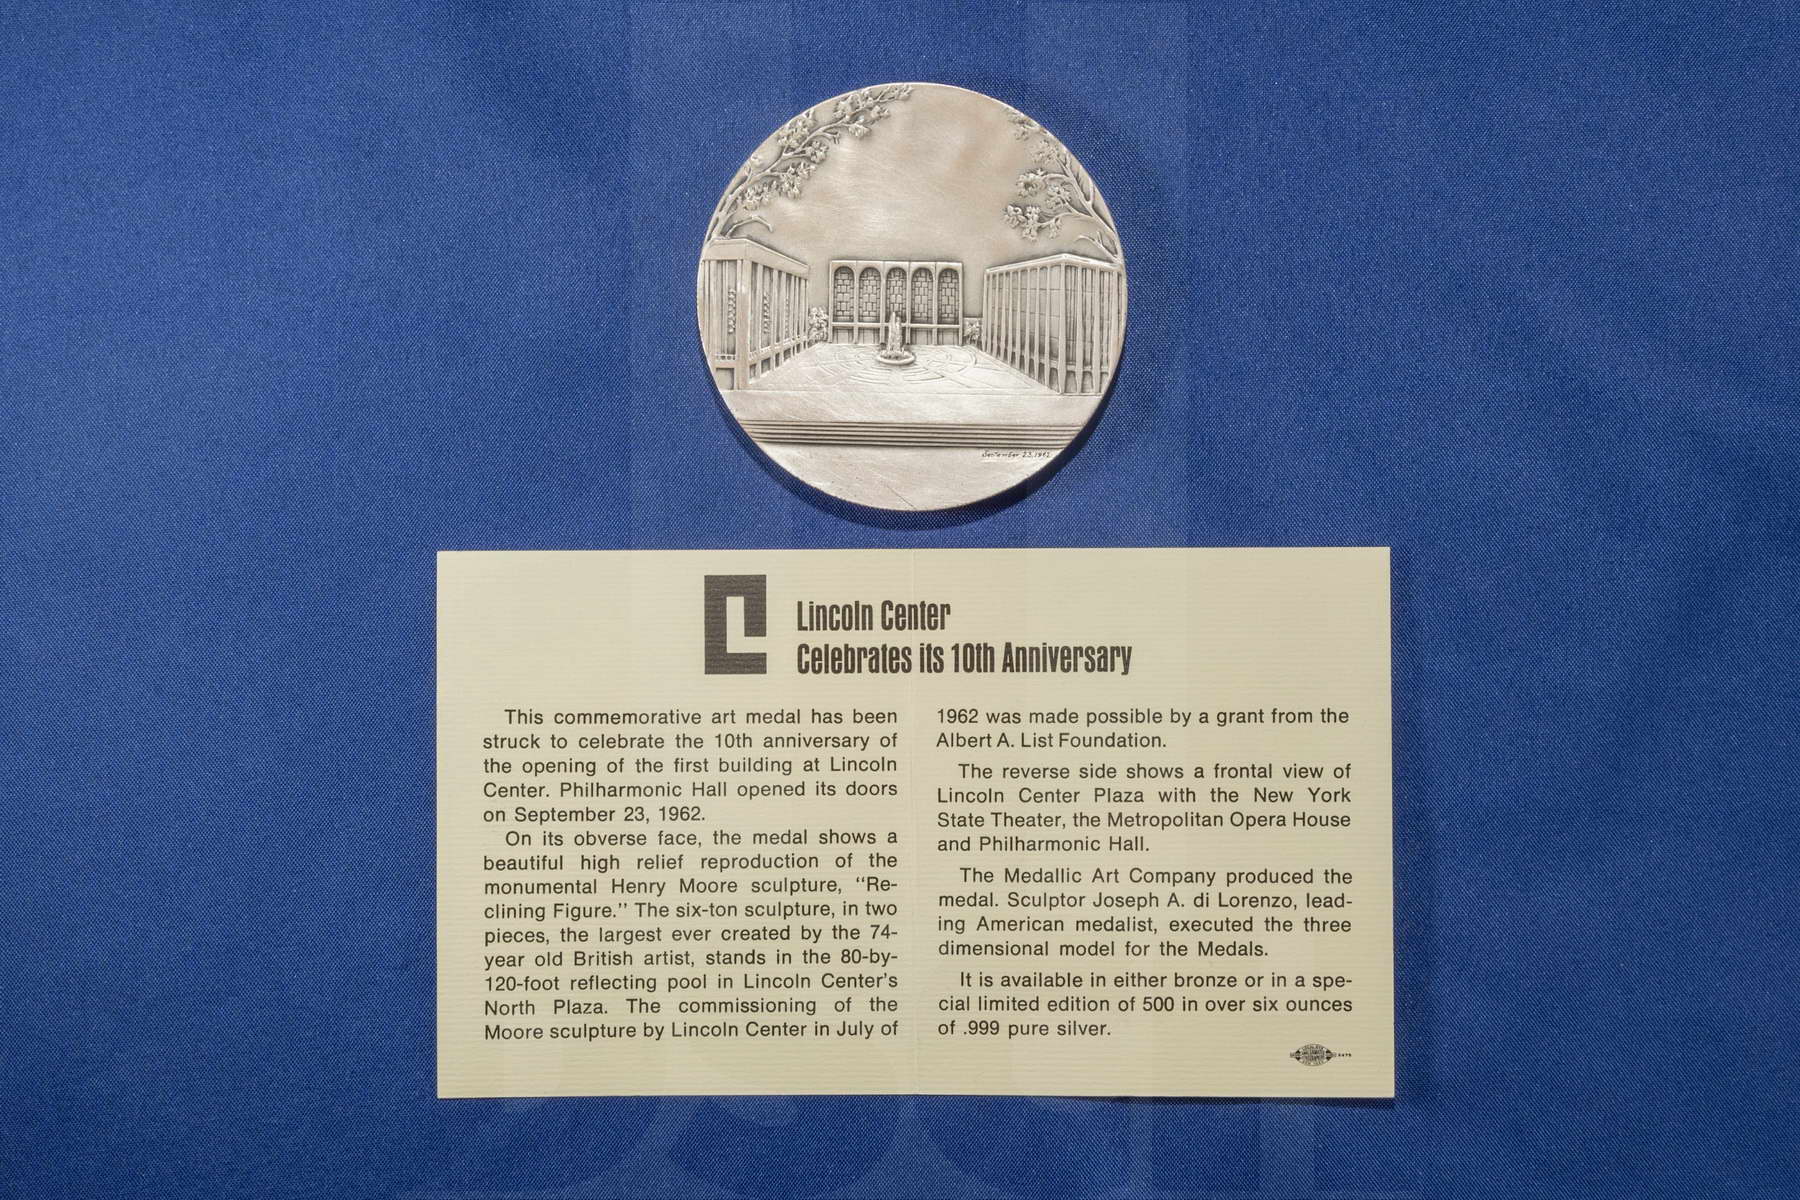 September 23, 1962
Lincoln Center
Celebrates its 10th Anniversary
This commemorative art medal has been
struck to celebrate the 10th anniversary of
the opening of the first building at Lincoln
Center. Philharmonic Hall opened its doors
on September 23, 1962.
On its obverse face, the medal shows a
beautiful high relief reproduction of the
monumental Henry Moore sculpture, “Re-
clining Figure.” The six-ton sculpture, in two
pieces, the largest ever created by the 74-
year old British artist, stands in the 80-by-
120-foot reflecting pool in Lincoln Center’s
North Plaza. The commissioning of the
Moore sculpture by Lincoln Center in July of
1962 was made possible by a grant from the
Albert A. List Foundation.
The reverse side shows a frontal view of
Lincoln Center Plaza with the New York
State Theater, the Metropolitan Opera House
and Philharmonic Hall.
The Medallic Art Company produced the
medal. Sculptor Joseph A. di Lorenzo, lead-
ing American medalist, executed the three
dimensional model for the Medals.
It is available in either bronze or in a spe-
cial limited edition of 500 in over six ounces
of .999 pure silver.